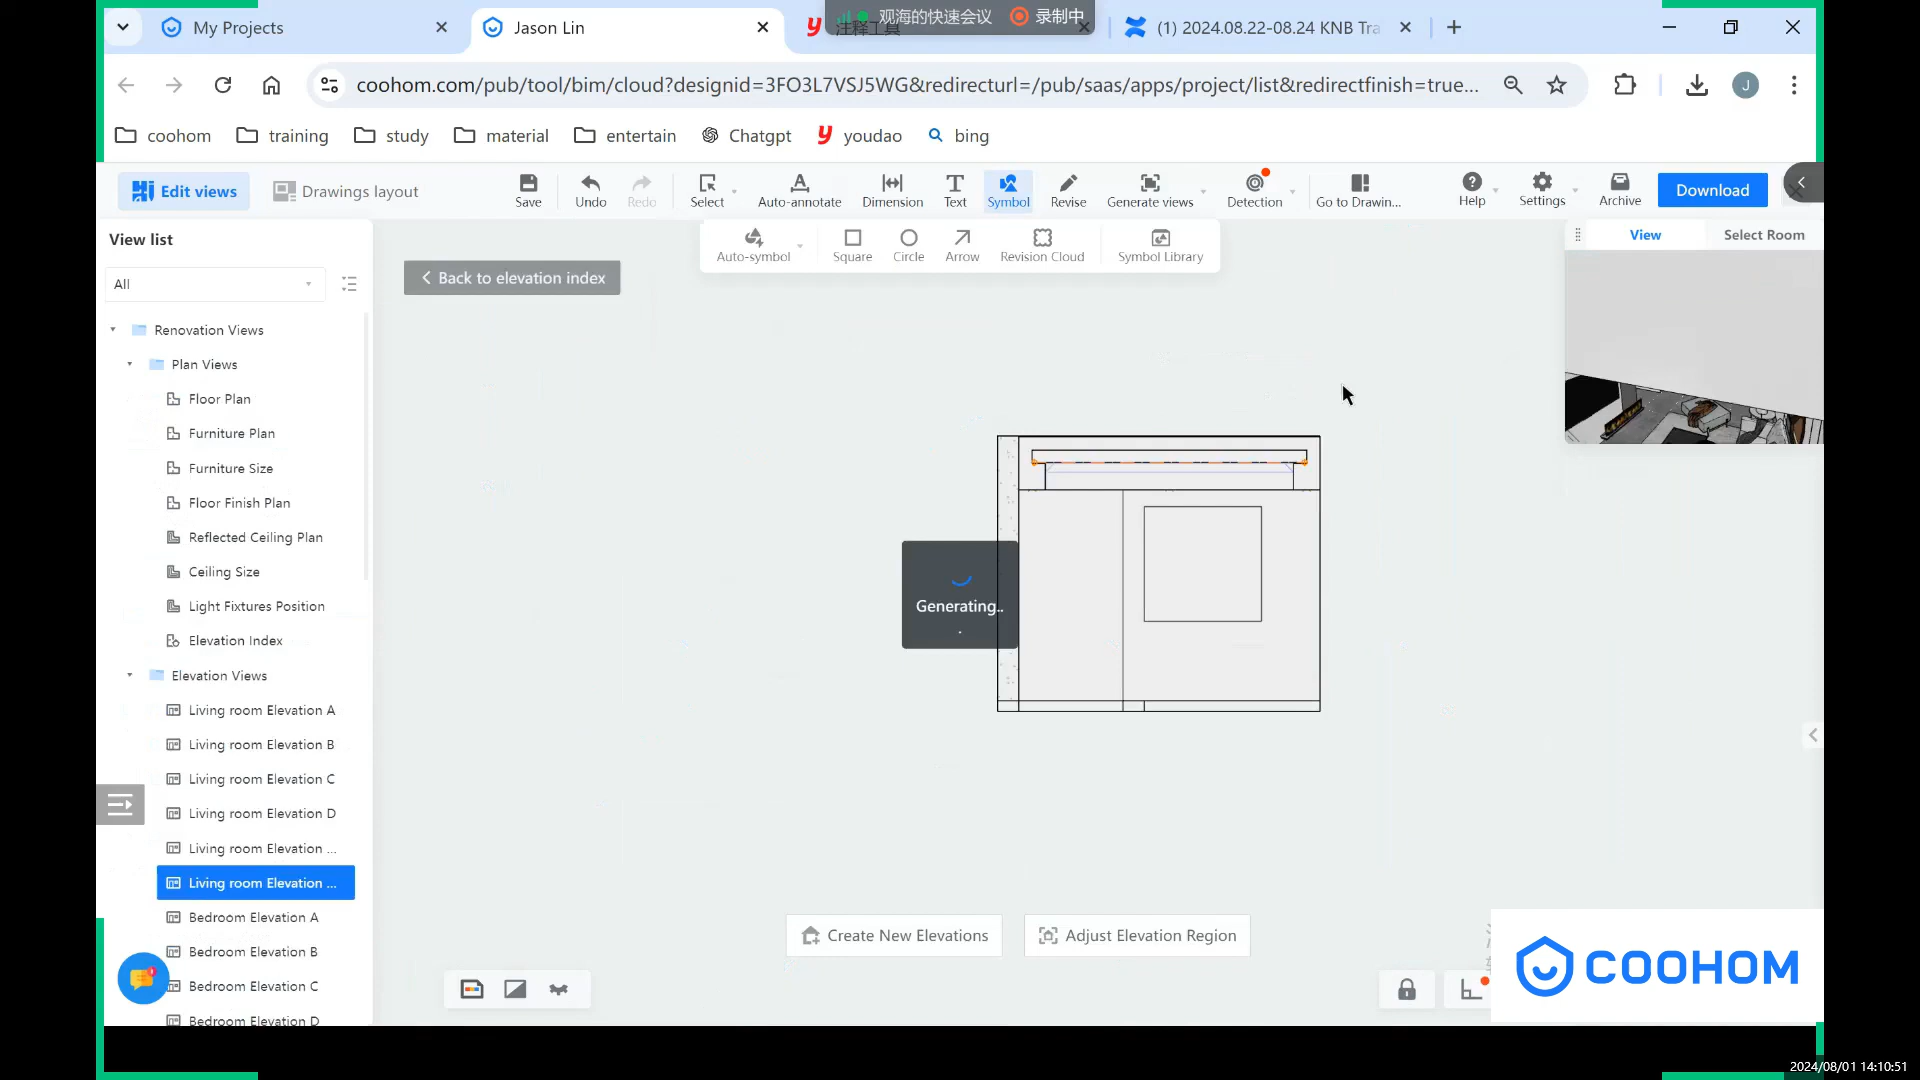 My Projects
Jason Lin
观海的快速会议
录制中
注释工具
(1) 2024.08.22-08.24 KNB Tra
coohom.com/pub/tool/bim/cloud?designid=3FO3L7VSJ5WG&redirecturl=/pub/saas/apps/project/list&redirectfinish=true...
J
coohom
training
study
material
entertain
Chatgpt
youdao
bing
Edit views
Drawings layout
Save
Undo
Redo
Select
Auto-annotate
Dimension
Text
Symbol
Revise
Generate views
Detection
Go to Drawin...
Help
Settings
Archive
Download
Auto-symbol
Square
Circle
Arrow
Revision Cloud
Symbol Library
View list
All
Back to elevation index
View
Select Room
Renovation Views
Plan Views
Floor Plan
Furniture Plan
Furniture Size
Floor Finish Plan
Reflected Ceiling Plan
Ceiling Size
Light Fixtures Position
Elevation Index
Elevation Views
Living room Elevation A
Living room Elevation B
Living room Elevation C
Living room Elevation D
Living room Elevation ...
Living room Elevation ...
Bedroom Elevation A
Bedroom Elevation B
Bedroom Elevation C
Bedroom Elevation D
Generating..
.
Create New Elevations
Adjust Elevation Region
COOHOM
2024/08/01 14:10:51